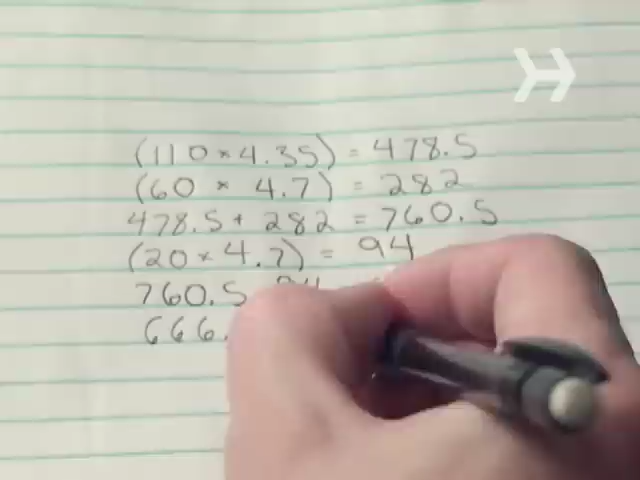 (110 × 4.35) = 478.5
(60 × 4.7) = 282
478.5 + 282 = 760.5
(20 × 4.7) = 94
760.5
666.